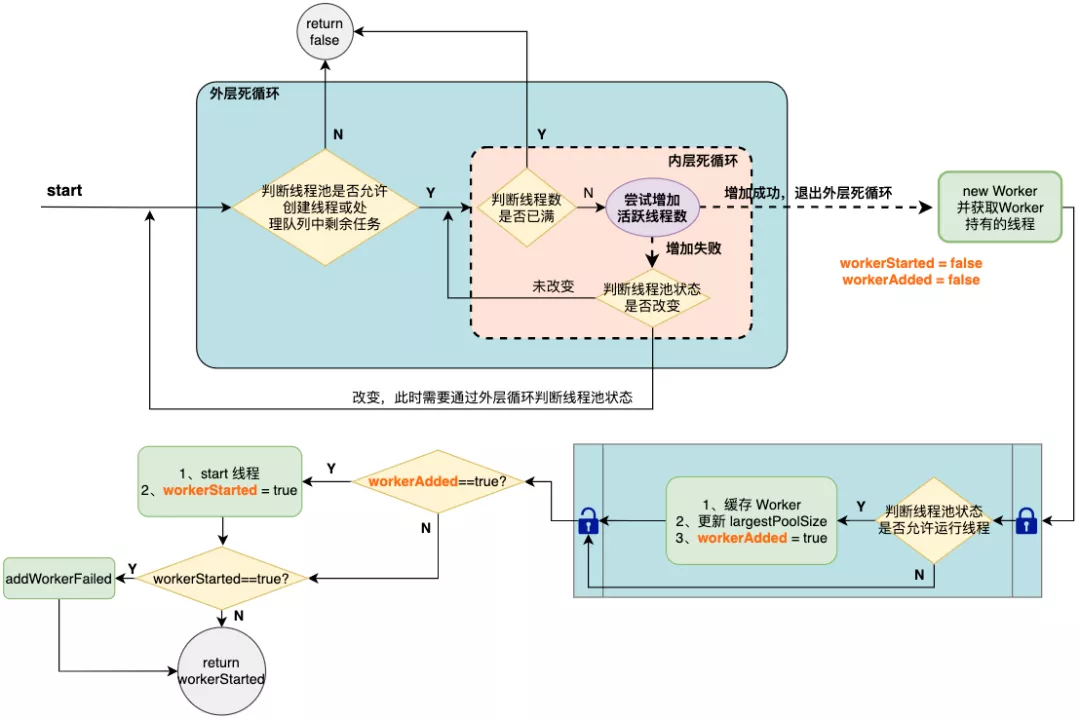 return
false
外层死循环
N
Y
内层死循环
start
判断线程池是否允许
创建线程或处
理队列中剩余任务
Y
判断线程数
是否已满
N
尝试增加
活跃线程数
增加成功，退出外层死循环
new Worker
并获取Worker
持有的线程
增加失败
workerStarted = false
workerAdded = false
未改变
判断线程池状态
是否改变
改变，此时需要通过外层循环判断线程池状态
1、start 线程
2、workerStarted = true
Y
workerAdded==true?
N
1、缓存 Worker
2、更新 largestPoolSize
3、workerAdded = true
Y
判断线程池状态
是否允许运行线程
N
addWorkerFailed
Y
workerStarted==true?
N
return
workerStarted